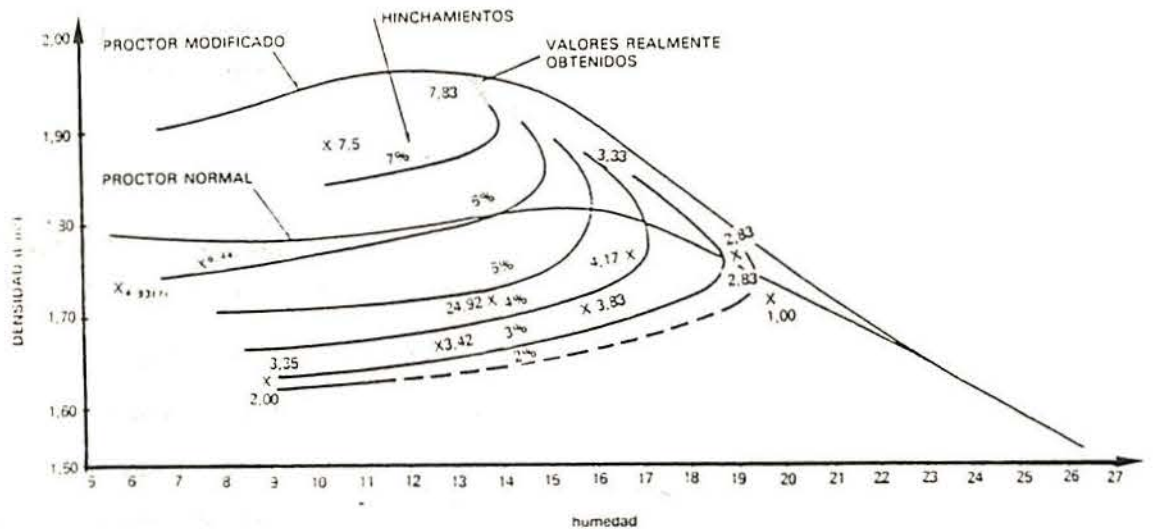 HINCHAMIENTOS
PROCTOR MODIFICADO
VALORES REALMENTE
OBTENIDOS
2,00
7,83
1,90
X 7,5
7%
3,33
PROCTOR NORMAL
6%
2,83
X
4,17 X
5%
2,83
24,92 X 4%
X 3,83
X
1,00
1,70
3%
X3,42
2%
3,35
X
2,00
1,60
1,50
DENSIDAD
5 6 7 8 9 10 11 12 13 14 15 16 17 18 19 20 21 22 23 24 25 26 27
humedad